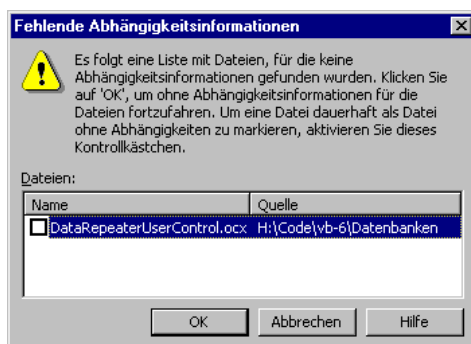 Fehlende Abhängigkeitsinformationen
Es folgt eine Liste mit Dateien, für die keine
Abhängigkeitsinformationen gefunden wurden. Klicken Sie
auf 'OK', um ohne Abhängigkeitsinformationen für die
Dateien fortzufahren. Um eine Datei dauerhaft als Datei
ohne Abhängigkeiten zu markieren, aktivieren Sie dieses
Kontrollkästchen.
Dateien:
Name Quelle
DataRepeaterUserControl.ocx H:\Code\vb-6\Datenbanken
OK Abbrechen Hilfe